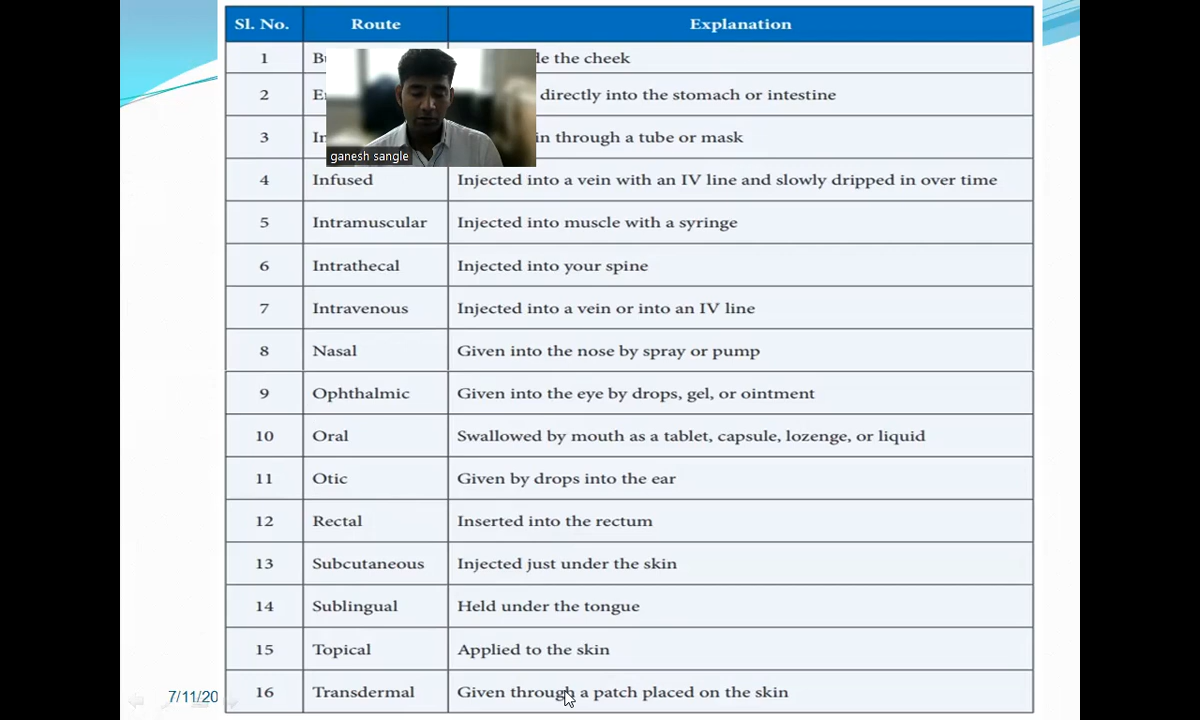 Sl. No. Route Explanation
1 the cheek
2 directly into the stomach or intestine
3 in through a tube or mask
ganesh sangle
4 Infused Injected into a vein with an IV line and slowly dripped in over time
5 Intramuscular Injected into muscle with a syringe
6 Intrathecal Injected into your spine
7 Intravenous Injected into a vein or into an IV line
8 Nasal Given into the nose by spray or pump
9 Ophthalmic Given into the eye by drops, gel, or ointment
10 Oral Swallowed by mouth as a tablet, capsule, lozenge, or liquid
11 Otic Given by drops into the ear
12 Rectal Inserted into the rectum
13 Subcutaneous Injected just under the skin
14 Sublingual Held under the tongue
15 Topical Applied to the skin
16 Transdermal Given through a patch placed on the skin
7/11/20